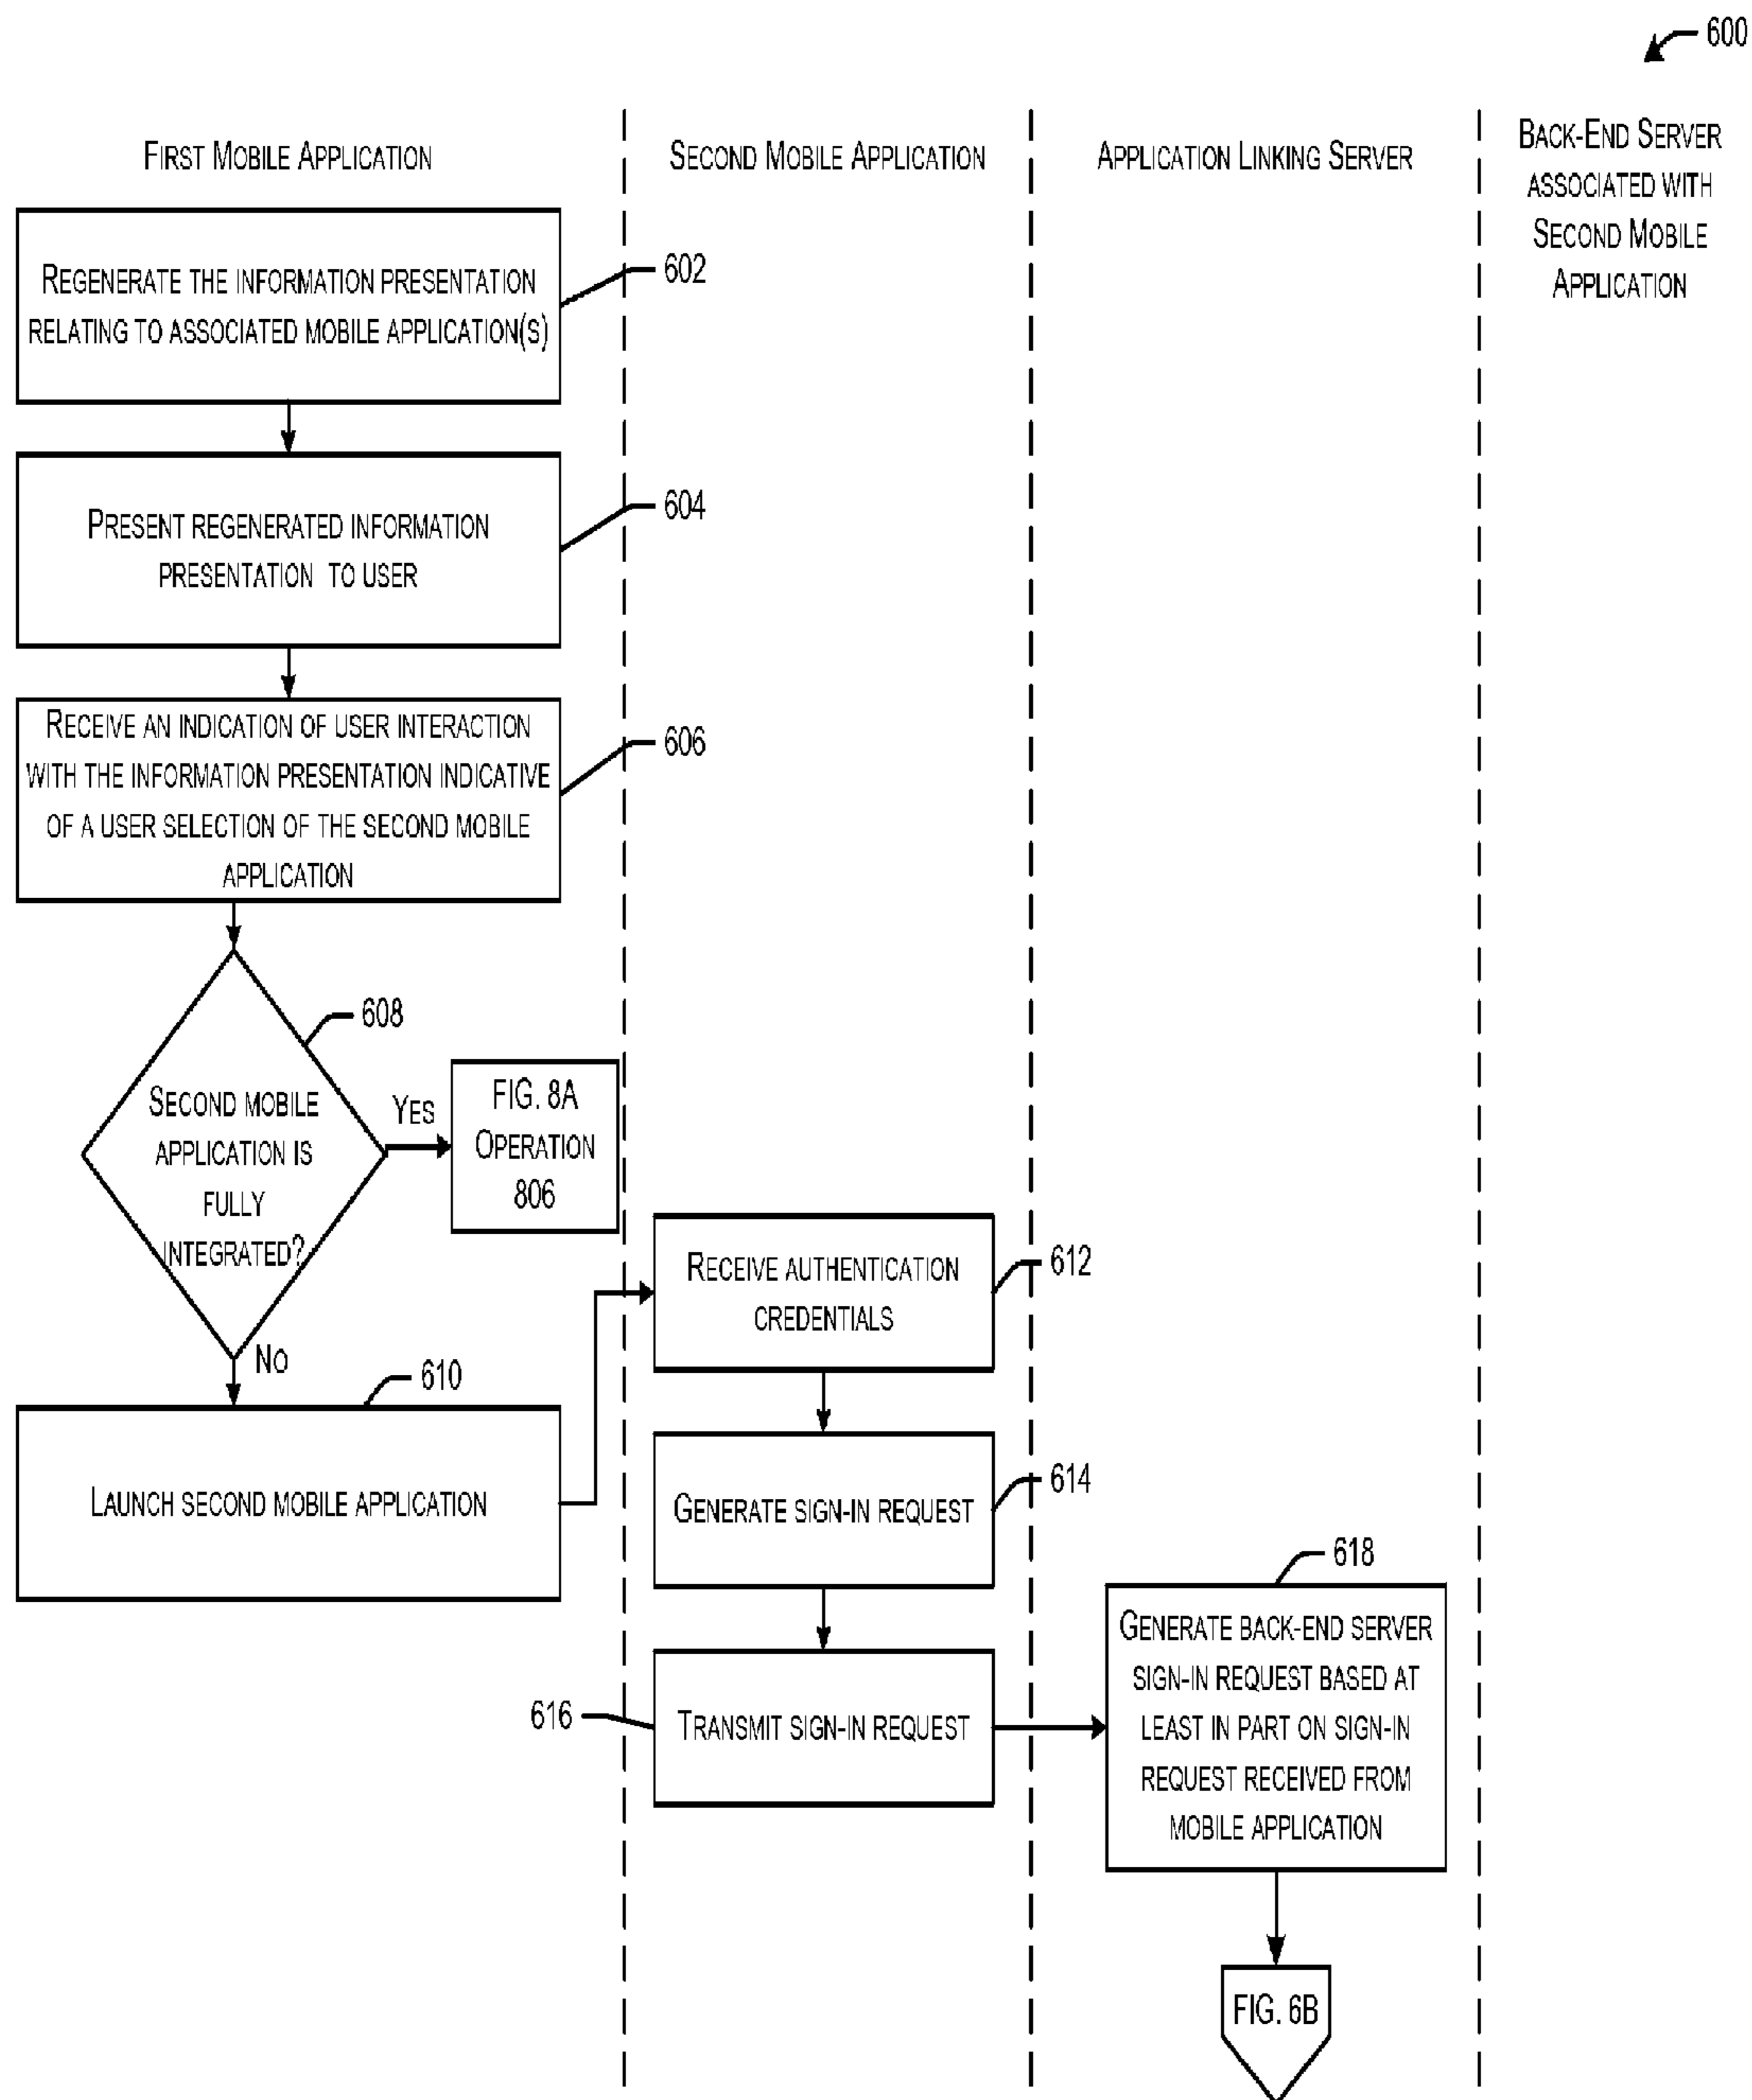 600
First Mobile Application
Second Mobile Application
Application Linking Server
Back-End Server
associated with
Second Mobile
Application
Regenerate the information presentation
relating to associated mobile application(s)
602
Present regenerated information
presentation to user
604
Receive an indication of user interaction
with the information presentation indicative
of a user selection of the second mobile
application
606
608
Second mobile
application is
fully
integrated?
Yes
FIG. 8A
Operation
806
No
610
Launch second mobile application
Receive authentication
credentials
612
Generate sign-in request
614
616
Transmit sign-in request
618
Generate back-end server
sign-in request based at
least in part on sign-in
request received from
mobile application
FIG. 6B